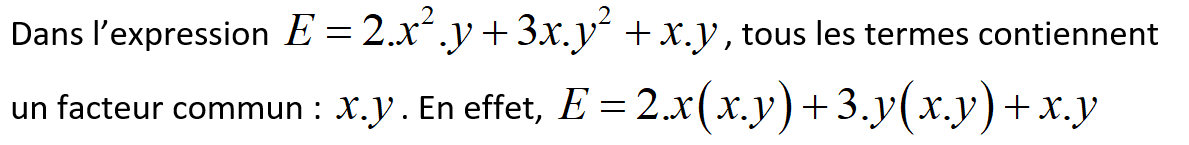 Dans l’expression E = 2.x².y + 3x.y² + x.y, tous les termes contiennent
un facteur commun : x.y. En effet, E = 2.x(x.y) + 3.y(x.y) + x.y